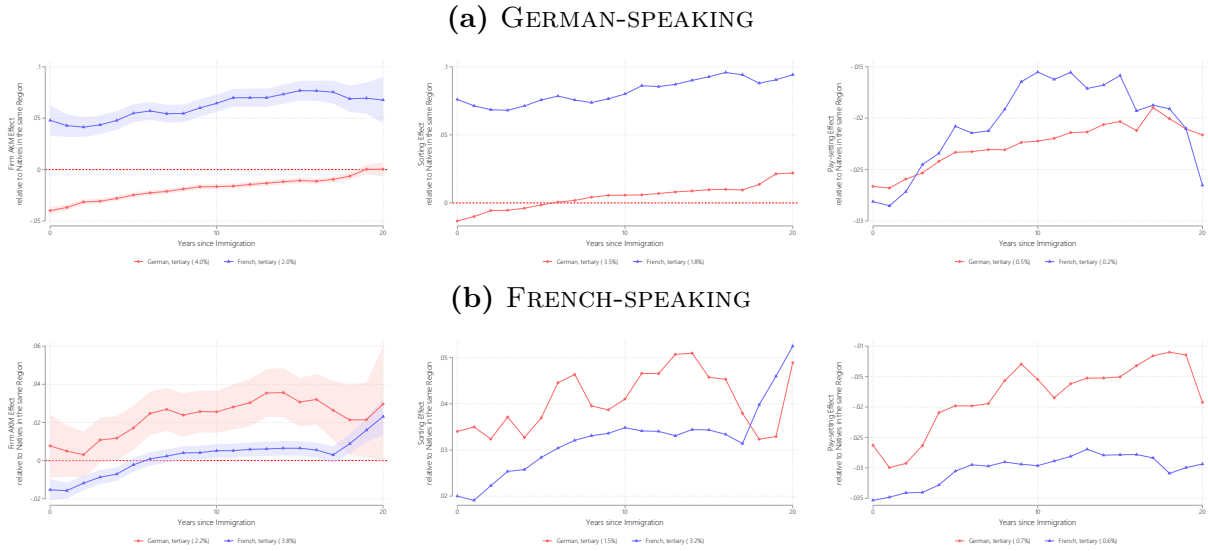 (a) GERMAN-SPEAKING
Firm AKM Effect
relative to Natives in the same Region
.1
.05
0
-.05
0
10
20
Years since Immigration
German, tertiary ( 4.0%)
French, tertiary ( 2.0%)
Sorting Effect
relative to Natives in the same Region
.1
.05
0
0
10
20
Years since Immigration
German, tertiary ( 3.5%)
French, tertiary ( 1.8%)
Pay-setting Effect
relative to Natives in the same Region
-.015
-.02
-.025
-.03
0
10
20
Years since Immigration
German, tertiary ( 0.5%)
French, tertiary ( 0.2%)
(b) FRENCH-SPEAKING
Firm AKM Effect
relative to Natives in the same Region
.06
.04
.02
0
-.02
0
10
20
Years since Immigration
German, tertiary ( 2.2%)
French, tertiary ( 3.8%)
Sorting Effect
relative to Natives in the same Region
.05
.04
.03
.02
0
10
20
Years since Immigration
German, tertiary ( 1.5%)
French, tertiary ( 3.2%)
Pay-setting Effect
relative to Natives in the same Region
-.01
-.015
-.02
-.025
-.03
-.035
0
10
20
Years since Immigration
German, tertiary ( 0.7%)
French, tertiary ( 0.6%)